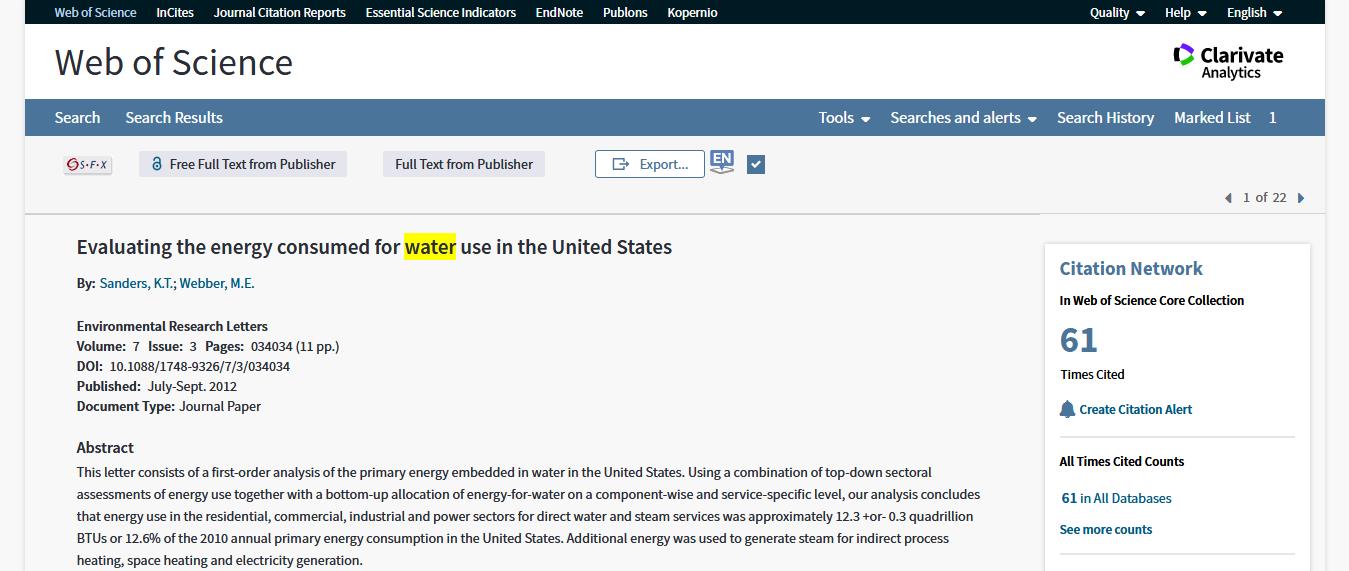 Web of Science InCites Journal Citation Reports Essential Science Indicators EndNote Publons Kopernio Quality Help English
Web of Science
Clarivate
Analytics
Search Search Results Tools Searches and alerts Search History Marked List 1
S·F·X Free Full Text from Publisher Full Text from Publisher Export... EN
1 of 22
Evaluating the energy consumed for water use in the United States
By: Sanders, K.T.; Webber, M.E.
Environmental Research Letters
Volume: 7 Issue: 3 Pages: 034034 (11 pp.)
DOI: 10.1088/1748-9326/7/3/034034
Published: July-Sept. 2012
Document Type: Journal Paper
Abstract
This letter consists of a first-order analysis of the primary energy embedded in water in the United States. Using a combination of top-down sectoral
assessments of energy use together with a bottom-up allocation of energy-for-water on a component-wise and service-specific level, our analysis concludes
that energy use in the residential, commercial, industrial and power sectors for direct water and steam services was approximately 12.3 +or- 0.3 quadrillion
BTUs or 12.6% of the 2010 annual primary energy consumption in the United States. Additional energy was used to generate steam for indirect process
heating, space heating and electricity generation.
Citation Network
In Web of Science Core Collection
61
Times Cited
Create Citation Alert
All Times Cited Counts
61 in All Databases
See more counts